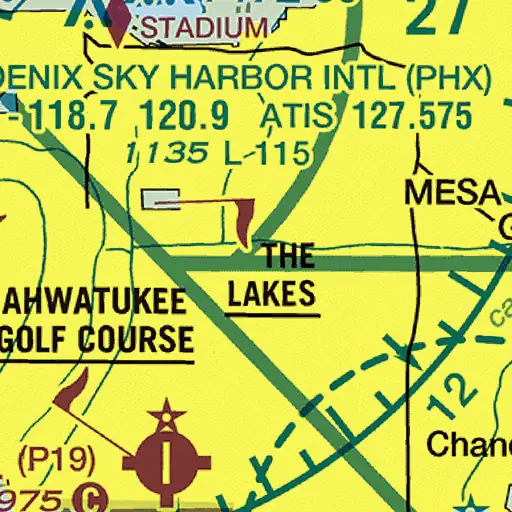 27
STADIUM
OENIX SKY HARBOR INTL (PHX)
-118.7 120.9 ATIS 127.575
1135 L-115
MESA
THE
LAKES
AHWATUKEE
GOLF COURSE
12
Chan
(P19)
975 C